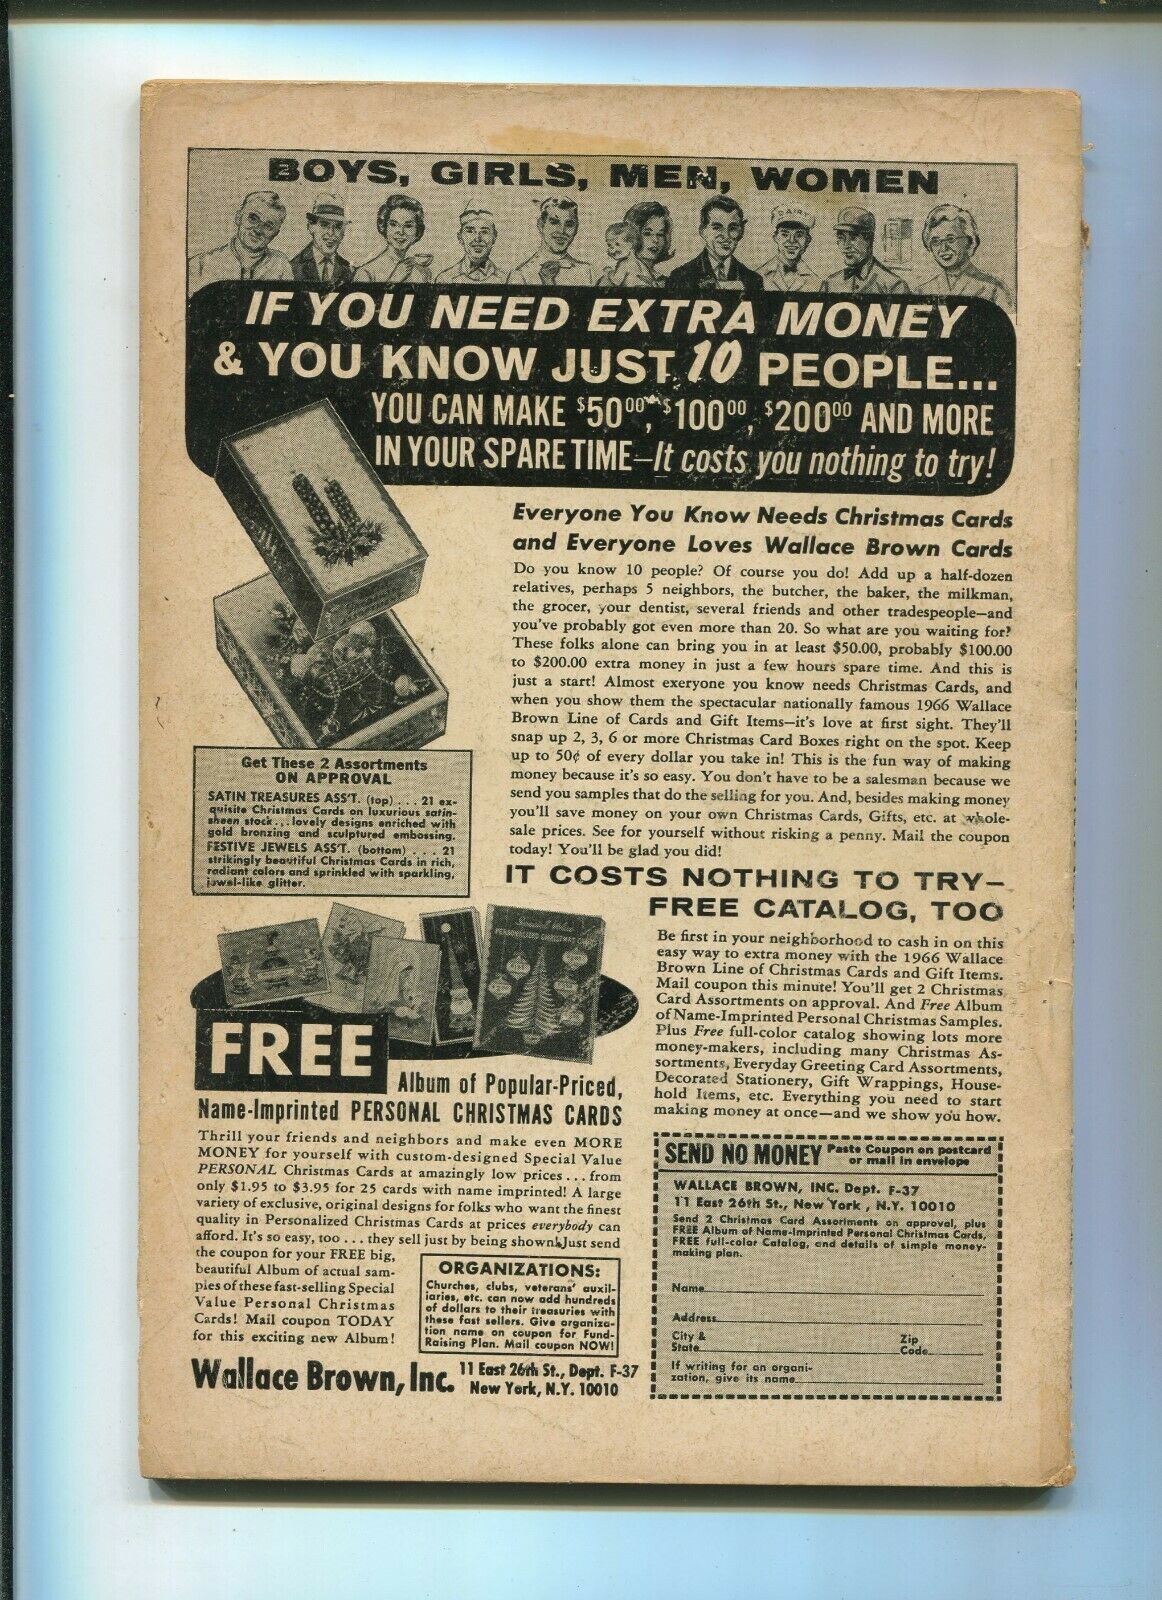 BOYS, GIRLS, MEN, WOMEN
DAIRY
IF YOU NEED EXTRA MONEY
& YOU KNOW JUST 10 PEOPLE...
YOU CAN MAKE $50⁰⁰, $100⁰⁰, $200⁰⁰ AND MORE
IN YOUR SPARE TIME—It costs you nothing to try!
Everyone You Know Needs Christmas Cards
and Everyone Loves Wallace Brown Cards
Do you know 10 people? Of course you do! Add up a half-dozen
relatives, perhaps 5 neighbors, the butcher, the baker, the milkman,
the grocer, your dentist, several friends and other tradespeople—and
you've probably got even more than 20. So what are you waiting for?
These folks alone can bring you in at least $50.00, probably $100.00
to $200.00 extra money in just a few hours spare time. And this is
just a start! Almost exeryone you know needs Christmas Cards, and
when you show them the spectacular nationally famous 1966 Wallace
Brown Line of Cards and Gift Items—it's love at first sight. They'll
snap up 2, 3, 6 or more Christmas Card Boxes right on the spot. Keep
up to 50¢ of every dollar you take in! This is the fun way of making
money because it's so easy. You don't have to be a salesman because we
send you samples that do the selling for you. And, besides making money
you'll save money on your own Christmas Cards, Gifts, etc. at whole-
sale prices. See for yourself without risking a penny. Mail the coupon
today! You'll be glad you did!
Get These 2 Assortments
ON APPROVAL
SATIN TREASURES ASS'T. (top) . . . 21 ex-
quisite Christmas Cards on luxurious satin-
sheen stock . . . lovely designs enriched with
gold bronzing and sculptured embossing.
FESTIVE JEWELS ASS'T. (bottom) . . . 21
strikingly beautiful Christmas Cards in rich,
radiant colors and sprinkled with sparkling,
jewel-like glitter.
IT COSTS NOTHING TO TRY—
FREE CATALOG, TOO
Be first in your neighborhood to cash in on this
easy way to extra money with the 1966 Wallace
Brown Line of Christmas Cards and Gift Items.
Mail coupon this minute! You'll get 2 Christmas
Card Assortments on approval. And Free Album
of Name-Imprinted Personal Christmas Samples.
Plus Free full-color catalog showing lots more
money-makers, including many Christmas As-
sortments, Everyday Greeting Card Assortments,
Decorated Stationery, Gift Wrappings, House-
hold Items, etc. Everything you need to start
making money at once—and we show you how.
FREE
Album of Popular-Priced,
Name-Imprinted PERSONAL CHRISTMAS CARDS
Thrill your friends and neighbors and make even MORE
MONEY for yourself with custom-designed Special Value
PERSONAL Christmas Cards at amazingly low prices . . . from
only $1.95 to $3.95 for 25 cards with name imprinted! A large
variety of exclusive, original designs for folks who want the finest
quality in Personalized Christmas Cards at prices everybody can
afford. It's so easy, too . . . they sell just by being shown! Just send
the coupon for your FREE big,
beautiful Album of actual sam-
ples of these fast-selling Special
Value Personal Christmas
Cards! Mail coupon TODAY
for this exciting new Album!
ORGANIZATIONS:
Churches, clubs, veterans' auxil-
iaries, etc. can now add hundreds
of dollars to their treasuries with
these fast sellers. Give organiza-
tion name on coupon for Fund-
Raising Plan. Mail coupon NOW!
Wallace Brown, Inc. 11 East 26th St., Dept. F-37
New York, N.Y. 10010
SEND NO MONEY Paste Coupon on postcard
or mail in envelope
WALLACE BROWN, INC. Dept. F-37
11 East 26th St., New York, N.Y. 10010
Send 2 Christmas Card Assortments on approval, plus
FREE Album of Name-Imprinted Personal Christmas Cards,
FREE full-color Catalog, and details of simple money-
making plan.
Name
Address
City &
State
Zip
Code
If writing for an organi-
zation, give its name